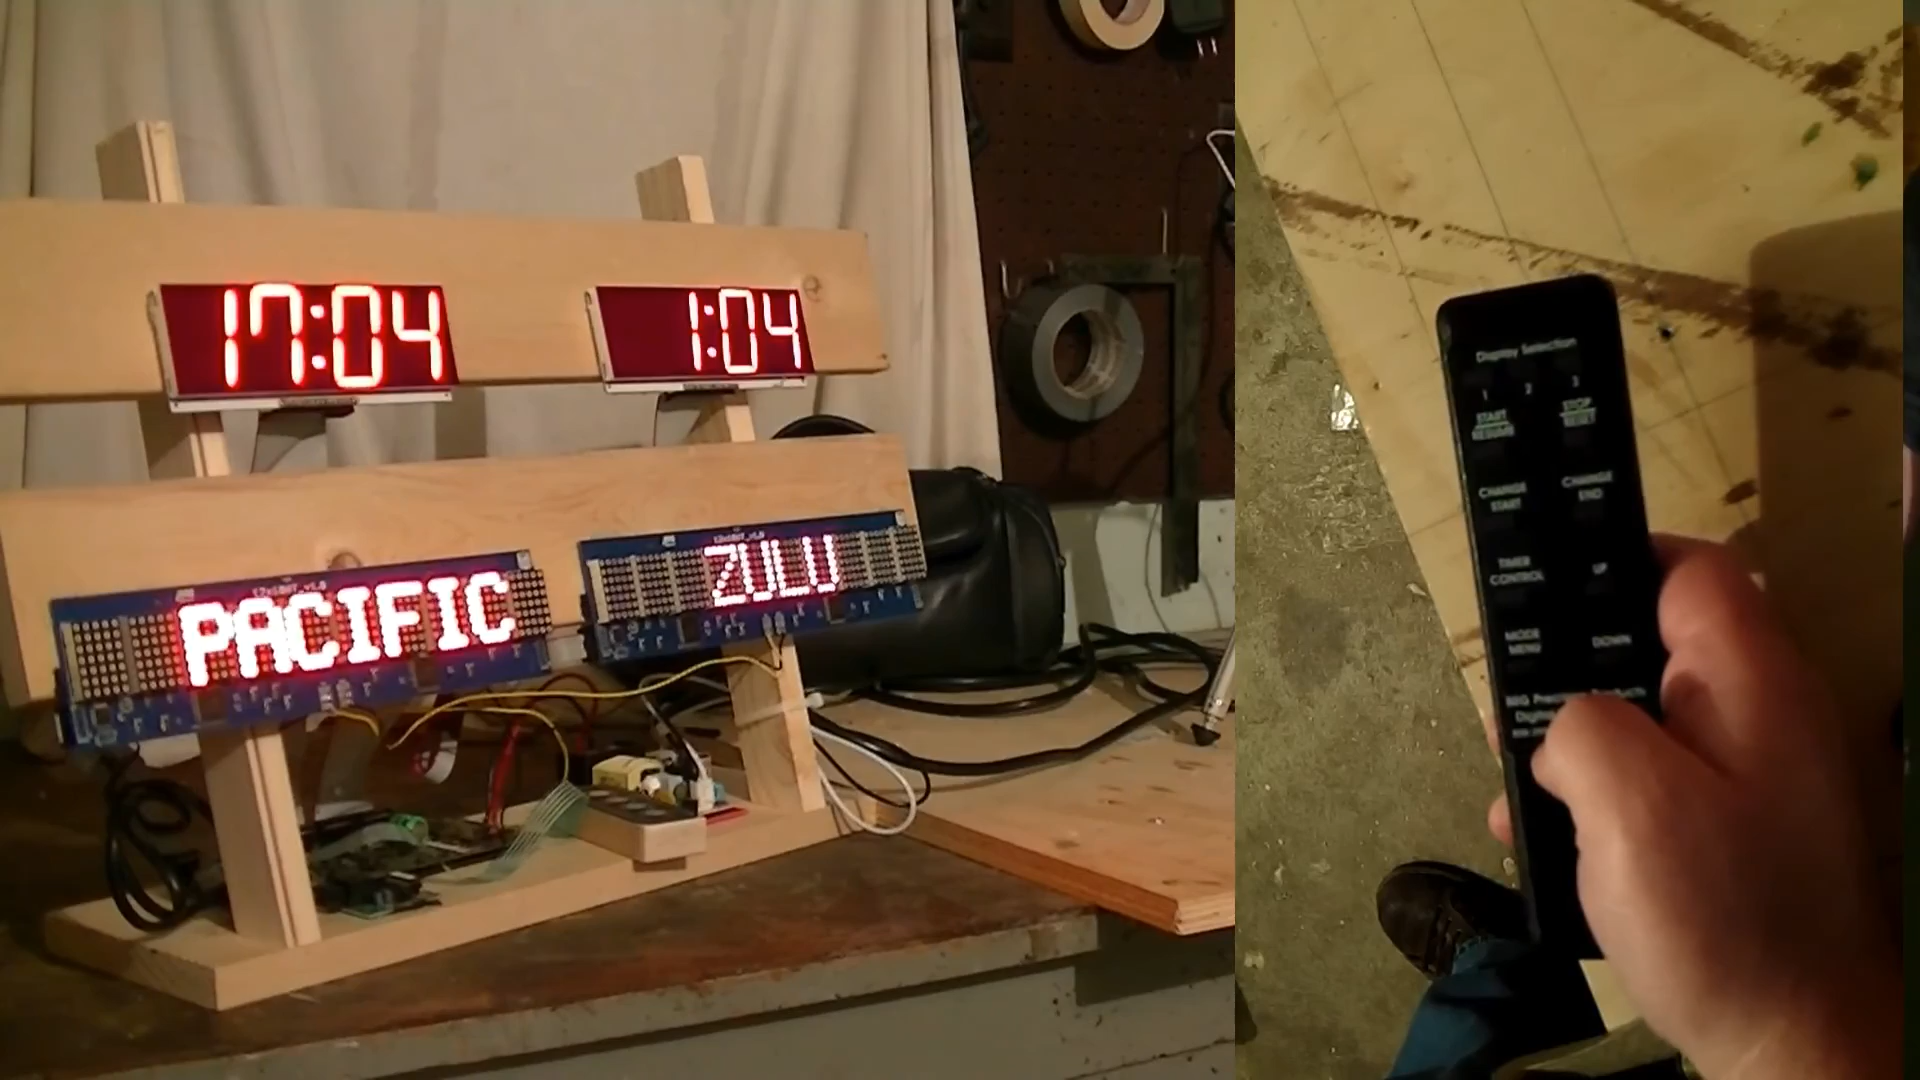 17:04
1:04
PACIFIC
ZULU
Display Selection
1 2 3
START
RESUME
STOP
RESET
CHANGE
START
CHANGE
END
TIMER
CONTROL
UP
MODE
MENU
DOWN